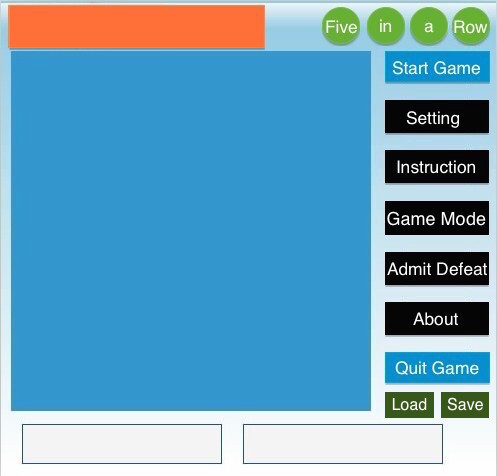 Five in a Row
Start Game
Setting
Instruction
Game Mode
Admit Defeat
About
Quit Game
Load Save